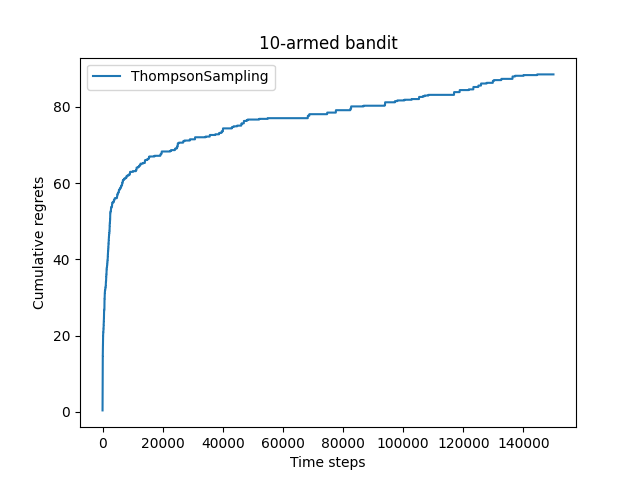 10-armed bandit
ThompsonSampling
80
60
40
20
0
Cumulative regrets
0 20000 40000 60000 80000 100000 120000 140000
Time steps